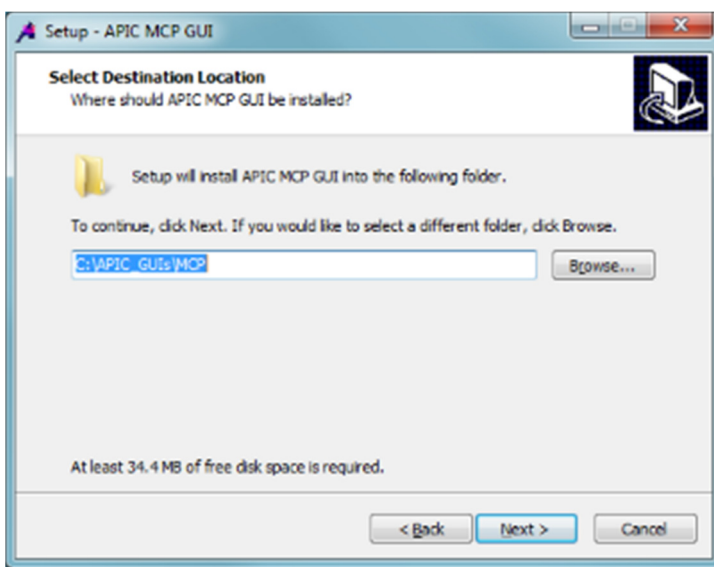 Setup - APIC MCP GUI
Select Destination Location
Where should APIC MCP GUI be installed?
Setup will install APIC MCP GUI into the following folder.
To continue, click Next. If you would like to select a different folder, click Browse.
C:\APIC_GUIs\MCP
Browse...
At least 34.4 MB of free disk space is required.
< Back
Next >
Cancel